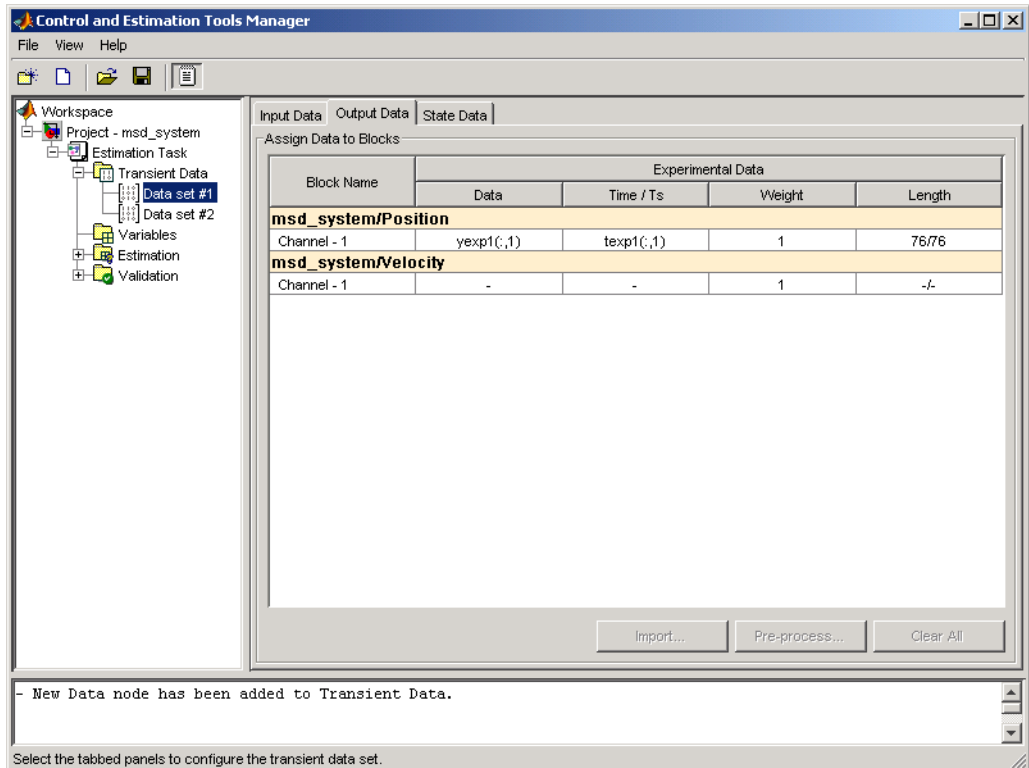 Control and Estimation Tools Manager
File View Help
Workspace
Project - msd_system
Estimation Task
Transient Data
Data set #1
Data set #2
Variables
Estimation
Validation
Input Data Output Data State Data
Assign Data to Blocks
Block Name Experimental Data
Data Time / Ts Weight Length
msd_system/Position
Channel - 1 yexp1(:,1) texp1(:,1) 1 76/76
msd_system/Velocity
Channel - 1 - - 1 -/-
Import... Pre-process... Clear All
- New Data node has been added to Transient Data.
Select the tabbed panels to configure the transient data set.